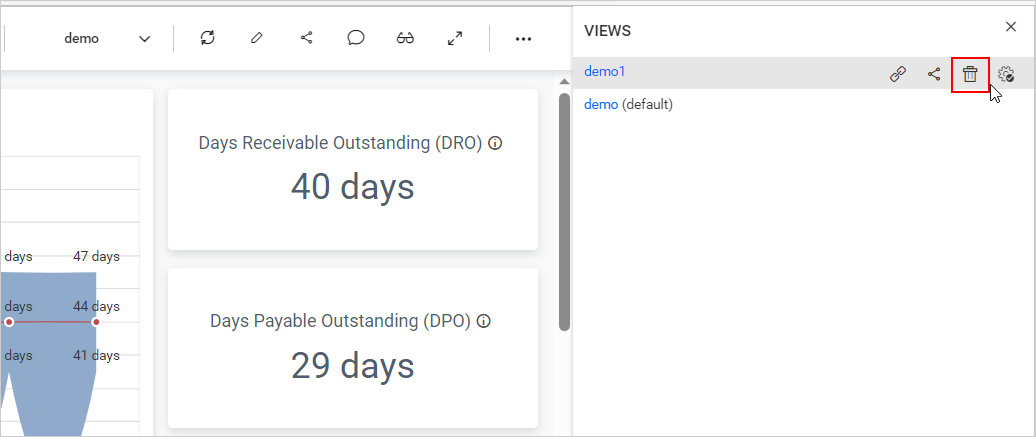 demo
VIEWS
demo1
demo (default)
Days Receivable Outstanding (DRO)
40 days
days
47 days
days
44 days
days
41 days
Days Payable Outstanding (DPO)
29 days